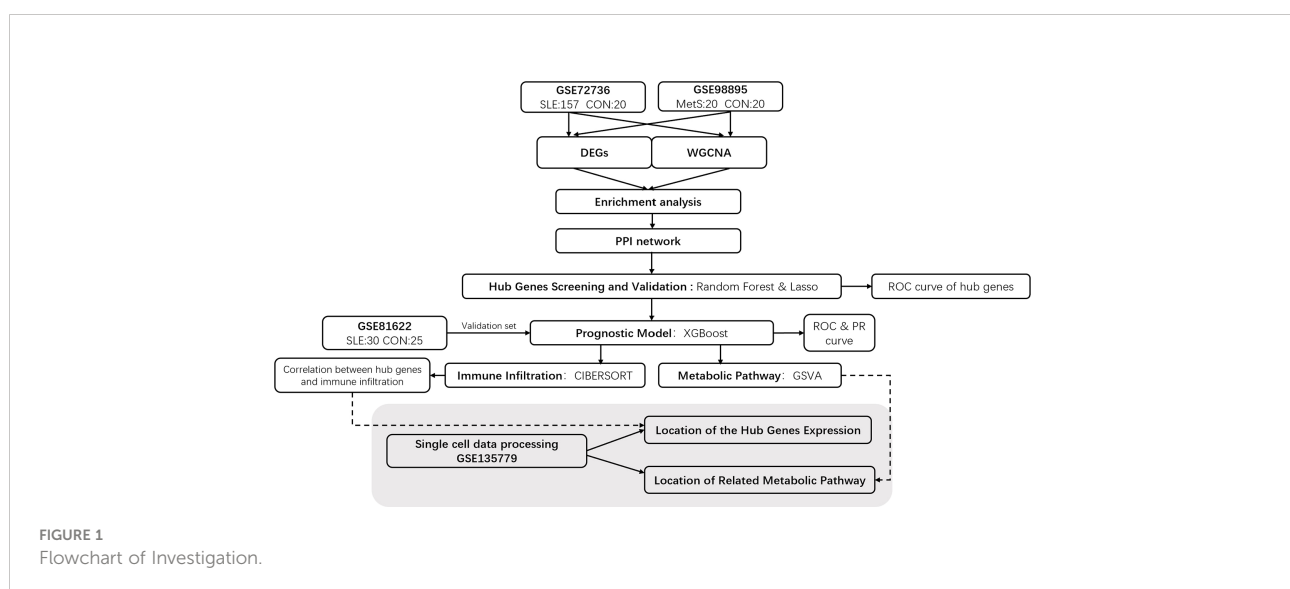 GSE72736
SLE:157 CON:20
GSE98895
MetS:20 CON:20
DEGs
WGCNA
Enrichment analysis
PPI network
Hub Genes Screening and Validation : Random Forest & Lasso
ROC curve of hub genes
GSE81622
SLE:30 CON:25
Validation set
Prognostic Model： XGBoost
ROC & PR
curve
Correlation between hub genes
and immune infiltration
Immune Infiltration： CIBERSORT
Metabolic Pathway： GSVA
Single cell data processing
GSE135779
Location of the Hub Genes Expression
Location of Related Metabolic Pathway
FIGURE 1
Flowchart of Investigation.